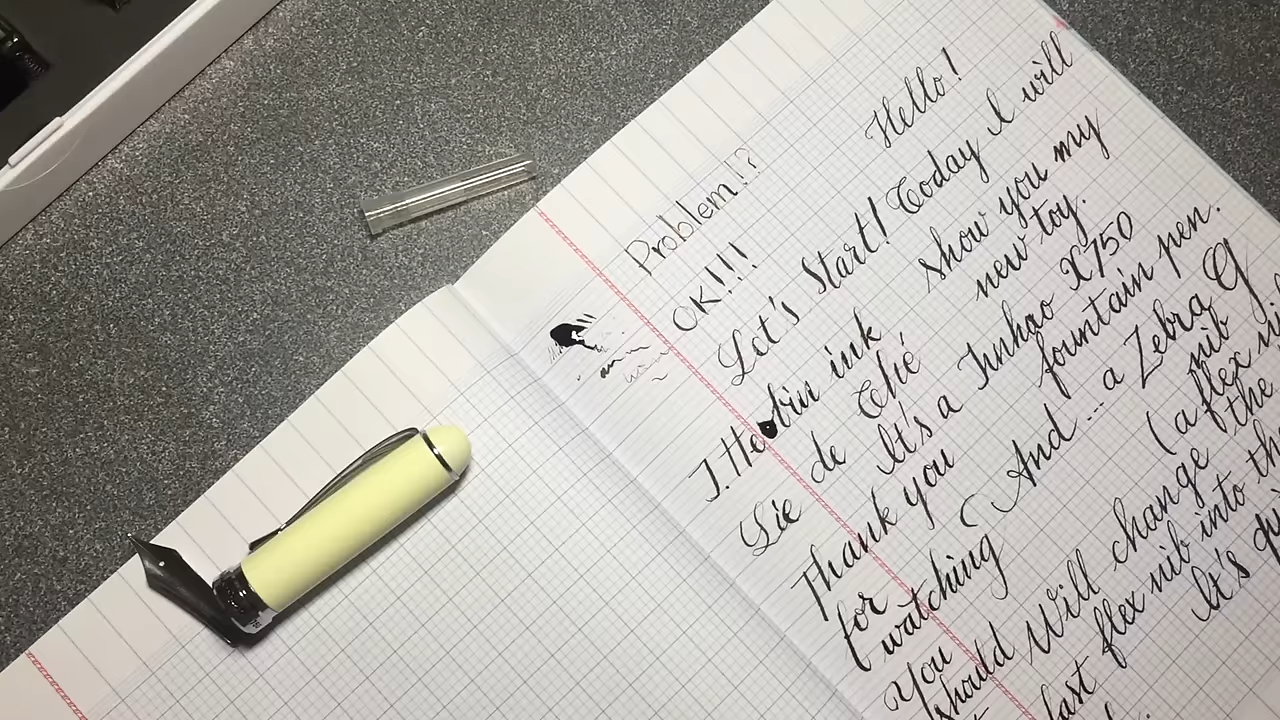 Hello!
Problem!?
OK!!!
Let's Start! Today I will
show you my
new toy.
J.Herbin ink
Lie de Thé
It's a Jinhao X750
fountain pen.
Thank you
for
watching
(And... a Zebra G
nib
(a flex
You
should
Will change the
last flex nib into the
It's